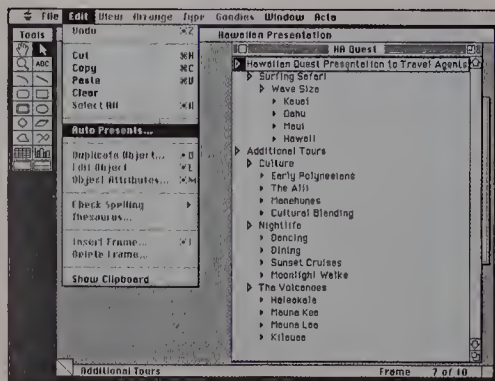 File Edit View Arrange Type Goodies Window Acta
Tools
ABC
Undo ⌘Z
Cut ⌘X
Copy ⌘C
Paste ⌘V
Clear
Select All ⌘A
Auto Presents...
Duplicate Object... ⌘D
Edit Object ⌘E
Object Attributes... ⌘M
Check Spelling
Thesaurus...
Insert Frame... ⌘I
Delete Frame...
Show Clipboard
Hawaiian Presentation
HA Quest
Hawaiian Quest Presentation to Travel Agents
Surfing Safari
Wave Size
Kauai
Oahu
Maui
Hawaii
Additional Tours
Culture
Early Polynesians
The Alii
Menehunes
Cultural Blending
Nightlife
Dancing
Dining
Sunset Cruises
Moonlight Walks
The Volcanoes
Haleakala
Mauna Kea
Mauna Loa
Kilauea
Additional Tours
Frame 7 of 10